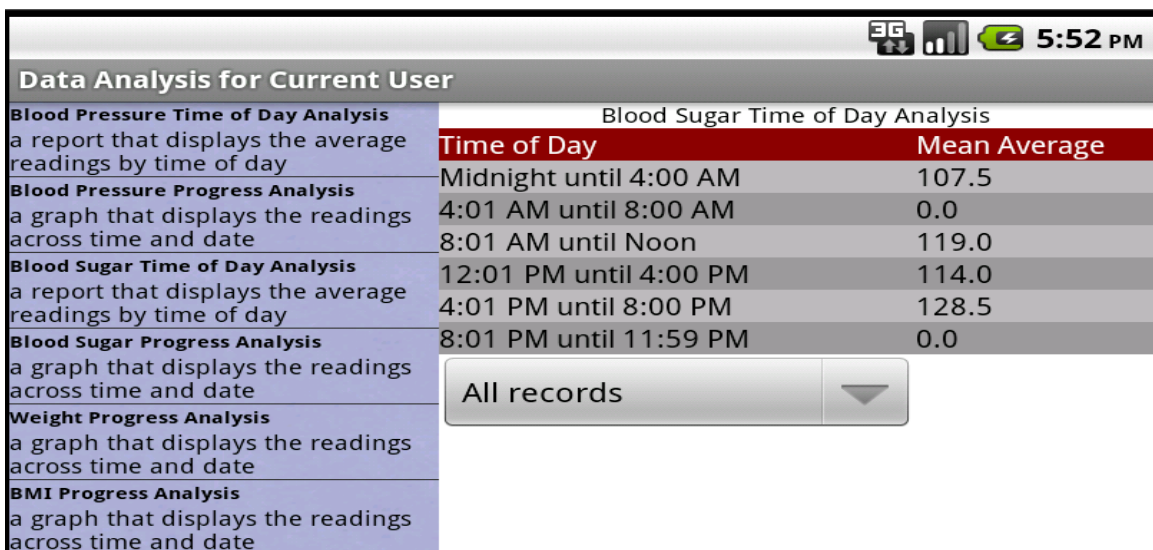 3G 5:52 PM
Data Analysis for Current User
Blood Pressure Time of Day Analysis
a report that displays the average
readings by time of day
Blood Pressure Progress Analysis
a graph that displays the readings
across time and date
Blood Sugar Time of Day Analysis
a report that displays the average
readings by time of day
Blood Sugar Progress Analysis
a graph that displays the readings
across time and date
Weight Progress Analysis
a graph that displays the readings
across time and date
BMI Progress Analysis
a graph that displays the readings
across time and date
Blood Sugar Time of Day Analysis
Time of Day Mean Average
Midnight until 4:00 AM 107.5
4:01 AM until 8:00 AM 0.0
8:01 AM until Noon 119.0
12:01 PM until 4:00 PM 114.0
4:01 PM until 8:00 PM 128.5
8:01 PM until 11:59 PM 0.0
All records